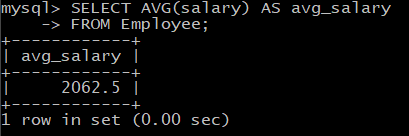 mysql> SELECT AVG(salary) AS avg_salary
    -> FROM Employee;
+------------+
| avg_salary |
+------------+
|     2062.5 |
+------------+
1 row in set (0.00 sec)